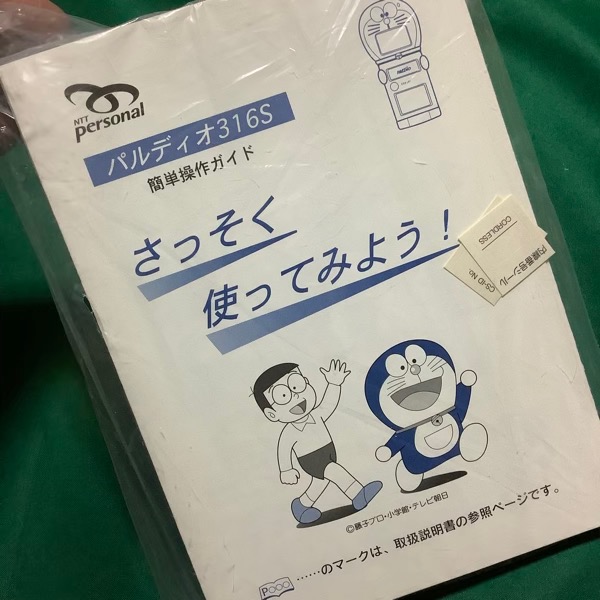 NTT
personal
パルディオ316S
簡単操作ガイド
さっそく
使ってみよう!
CORDLESS
内線番号シール
©藤子プロ・小学館・テレビ朝日
P○○○ ……のマークは、取扱説明書の参照ページです。